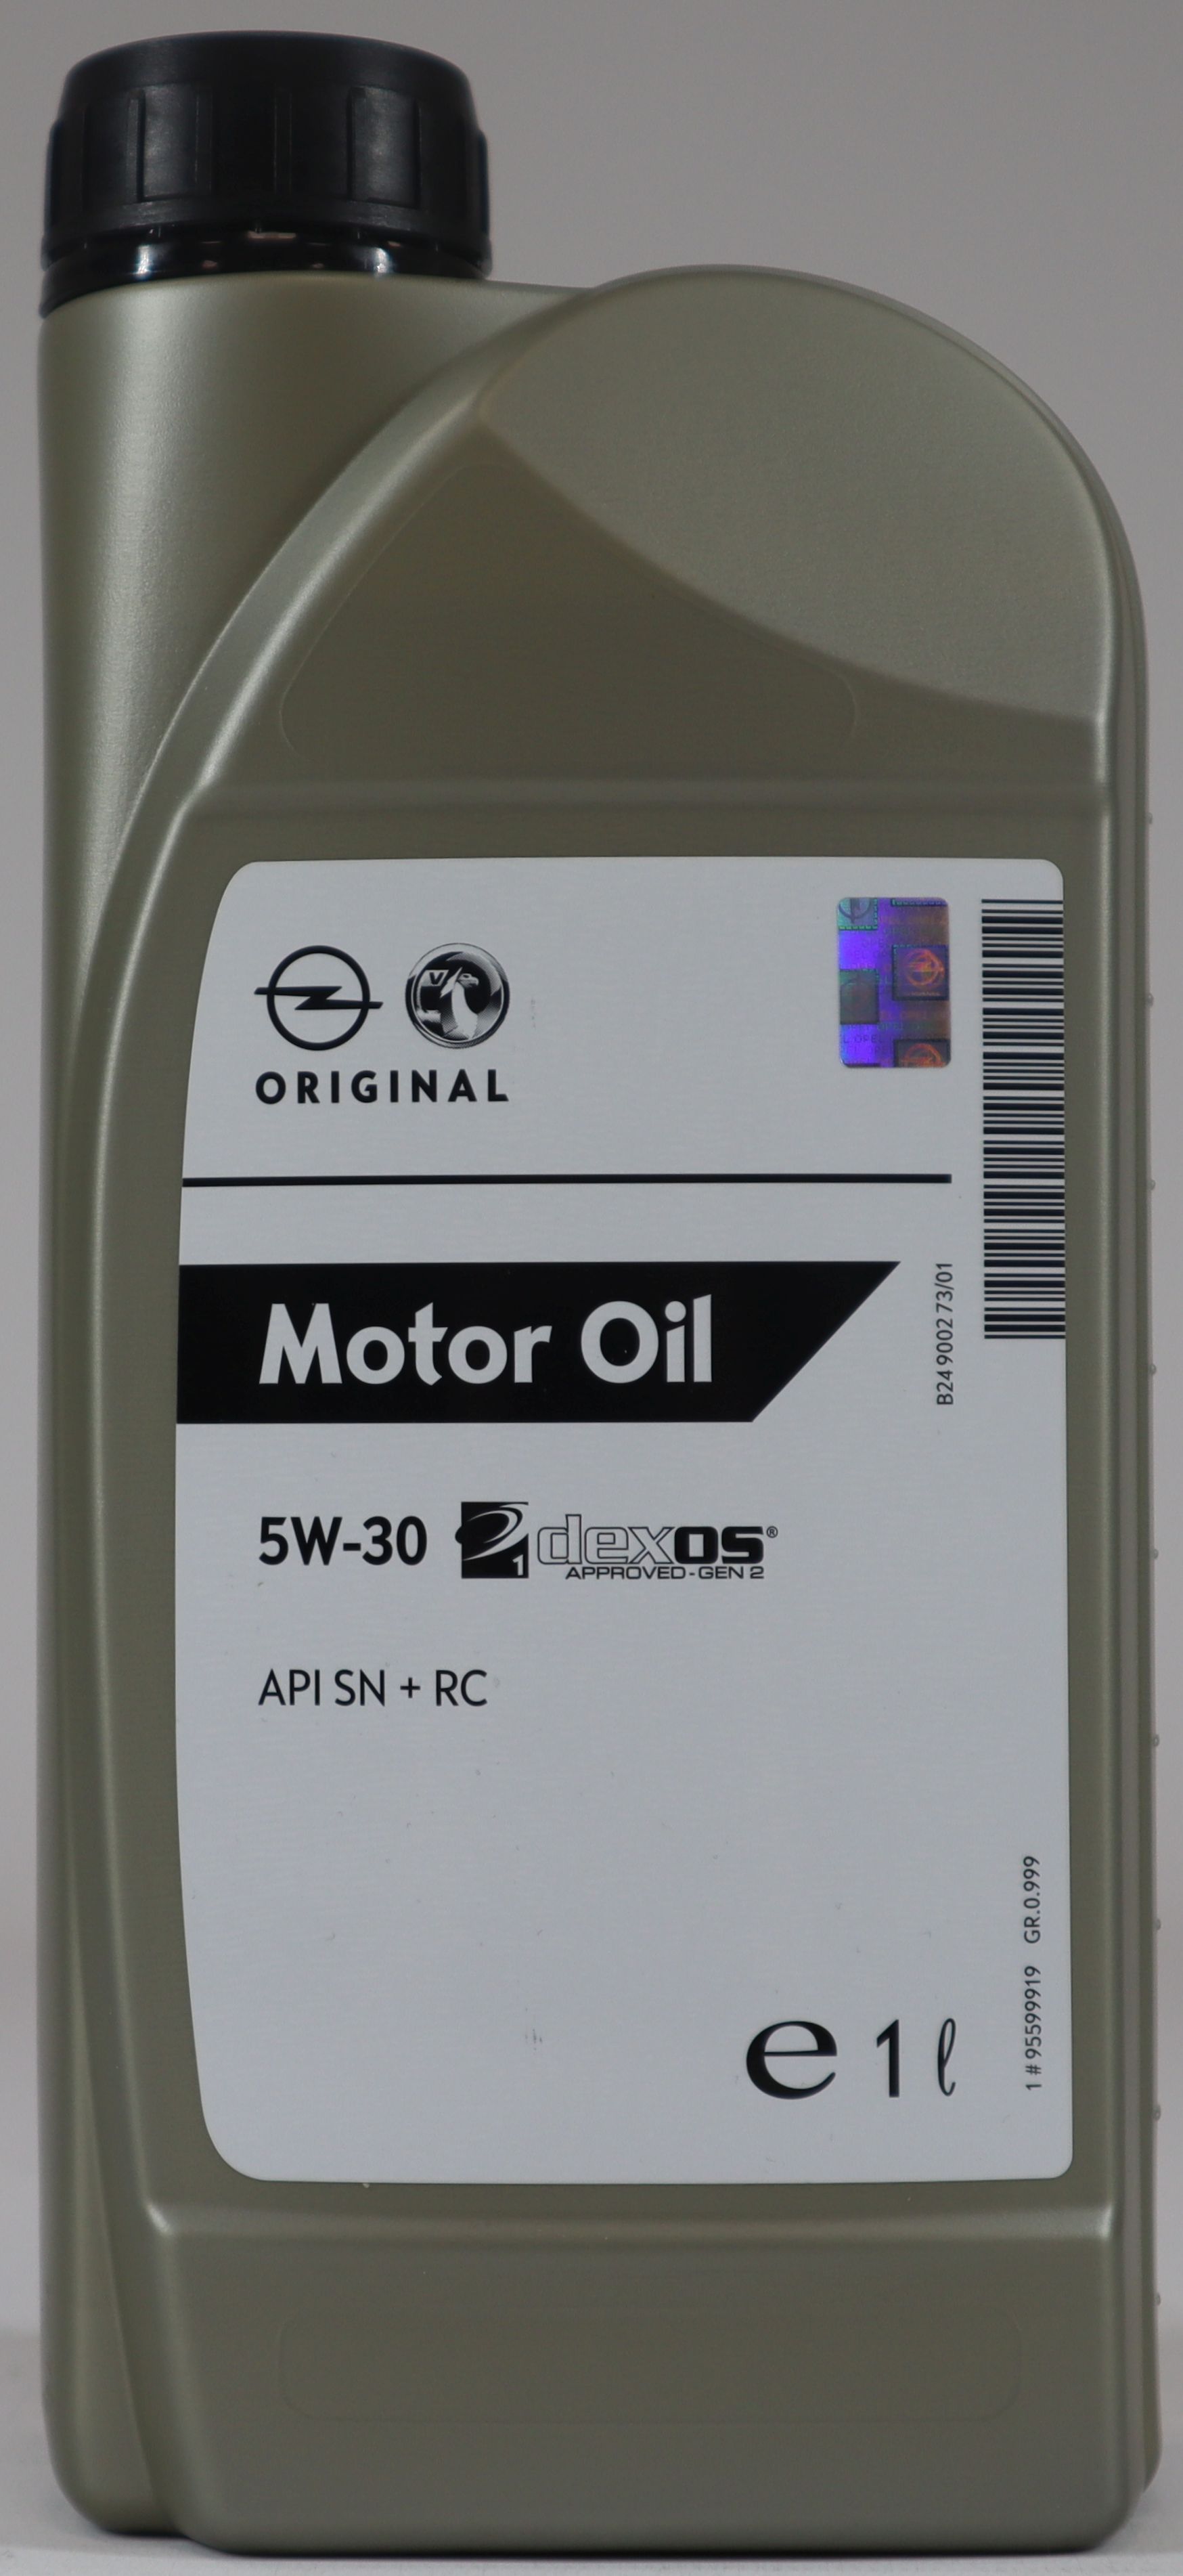 ORIGINAL
Motor Oil
B24 9002 73/01
5W-30 1 dexos®
APPROVED-GEN 2
API SN + RC
1 # 95599919 GR.0.999
e 1 ℓ